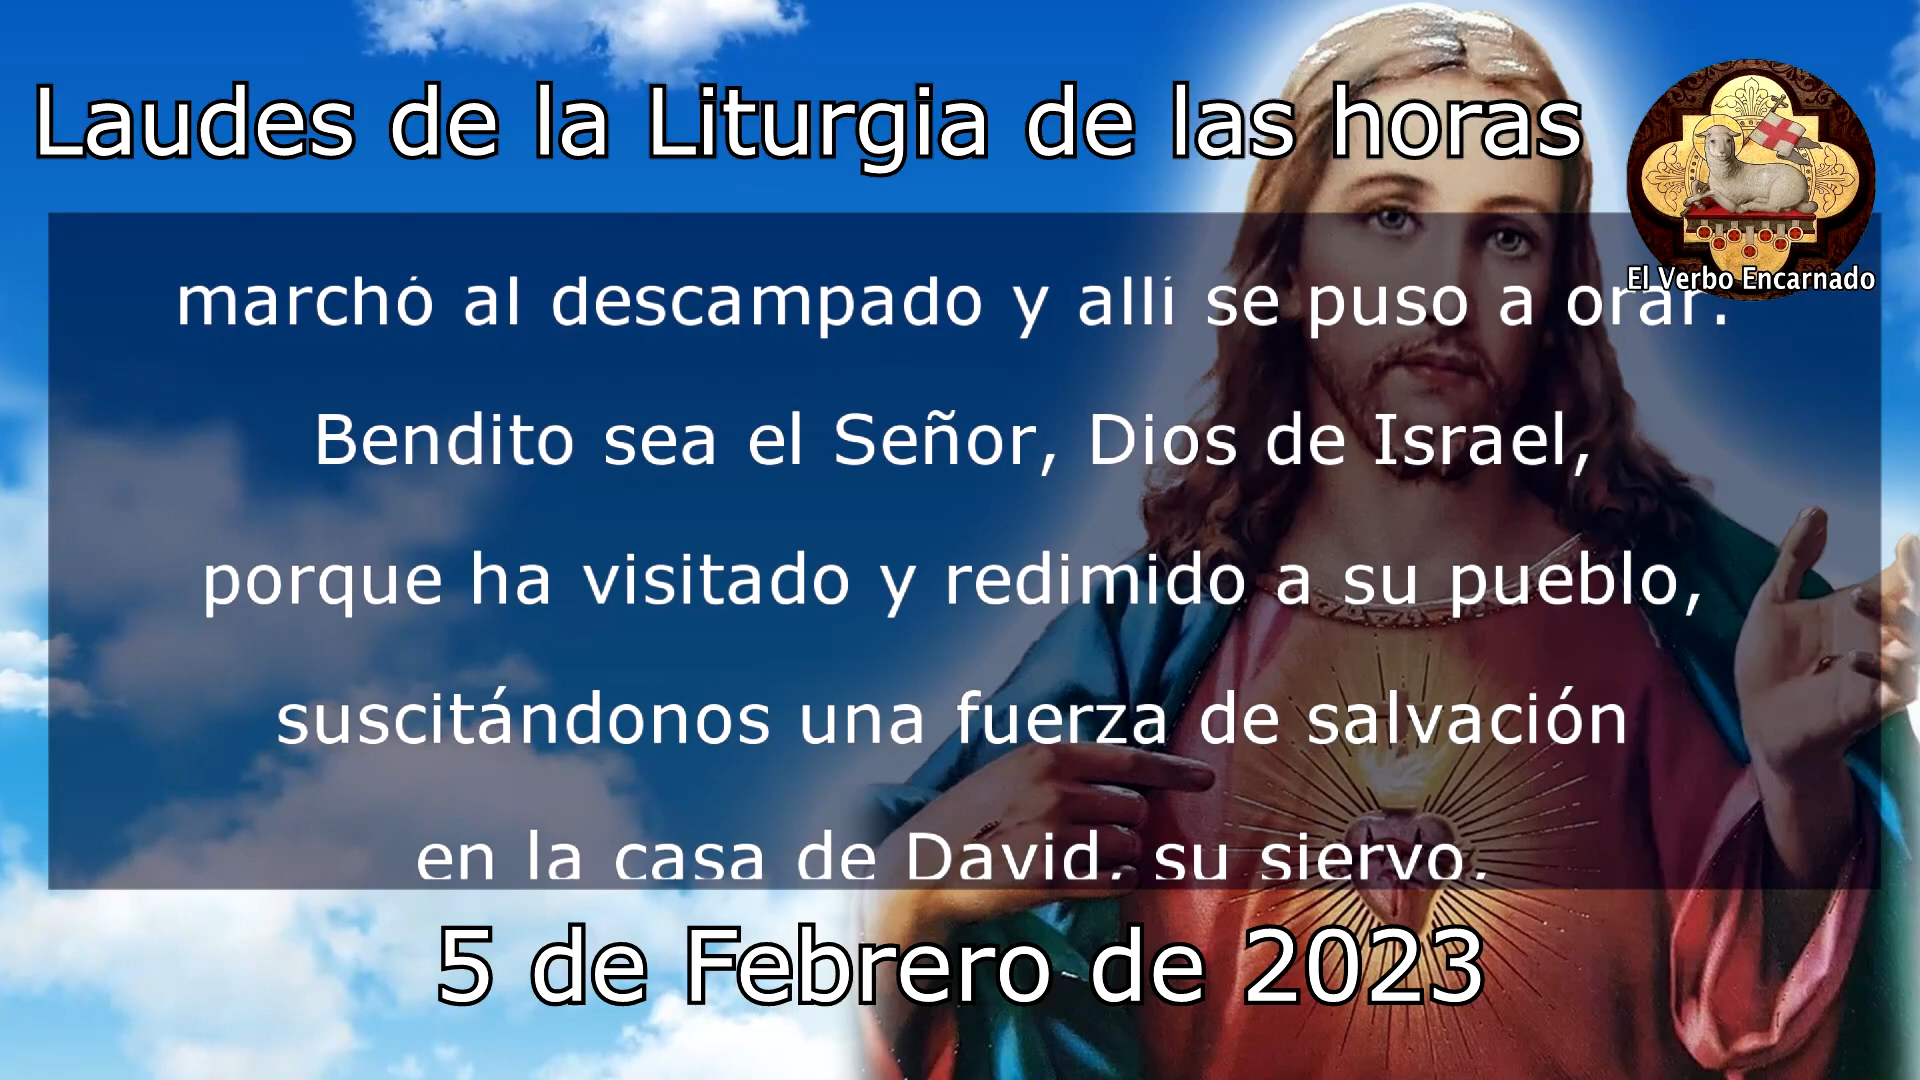 Laudes de la Liturgia de las horas
El Verbo Encarnado
marchó al descampado y allí se puso a orar.
Bendito sea el Señor, Dios de Israel,
porque ha visitado y redimido a su pueblo,
suscitándonos una fuerza de salvación
en la casa de David, su siervo,
5 de Febrero de 2023